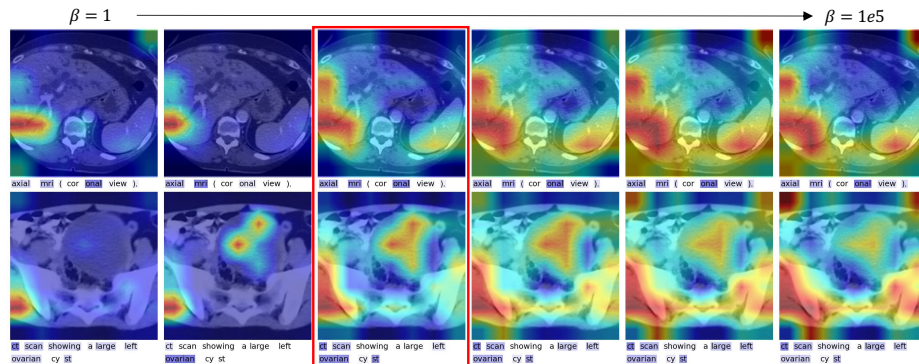 β = 1 β = 1e5
axial mri ( cor onal view ). axial mri ( cor onal view ). axial mri ( cor onal view ). axial mri ( cor onal view ). axial mri ( cor onal view ). axial mri ( cor onal view ).
ct scan showing a large left ct scan showing a large left ct scan showing a large left ct scan showing a large left ct scan showing a large left ct scan showing a large left
ovarian cy st ovarian cy st ovarian cy st ovarian cy st ovarian cy st ovarian cy st